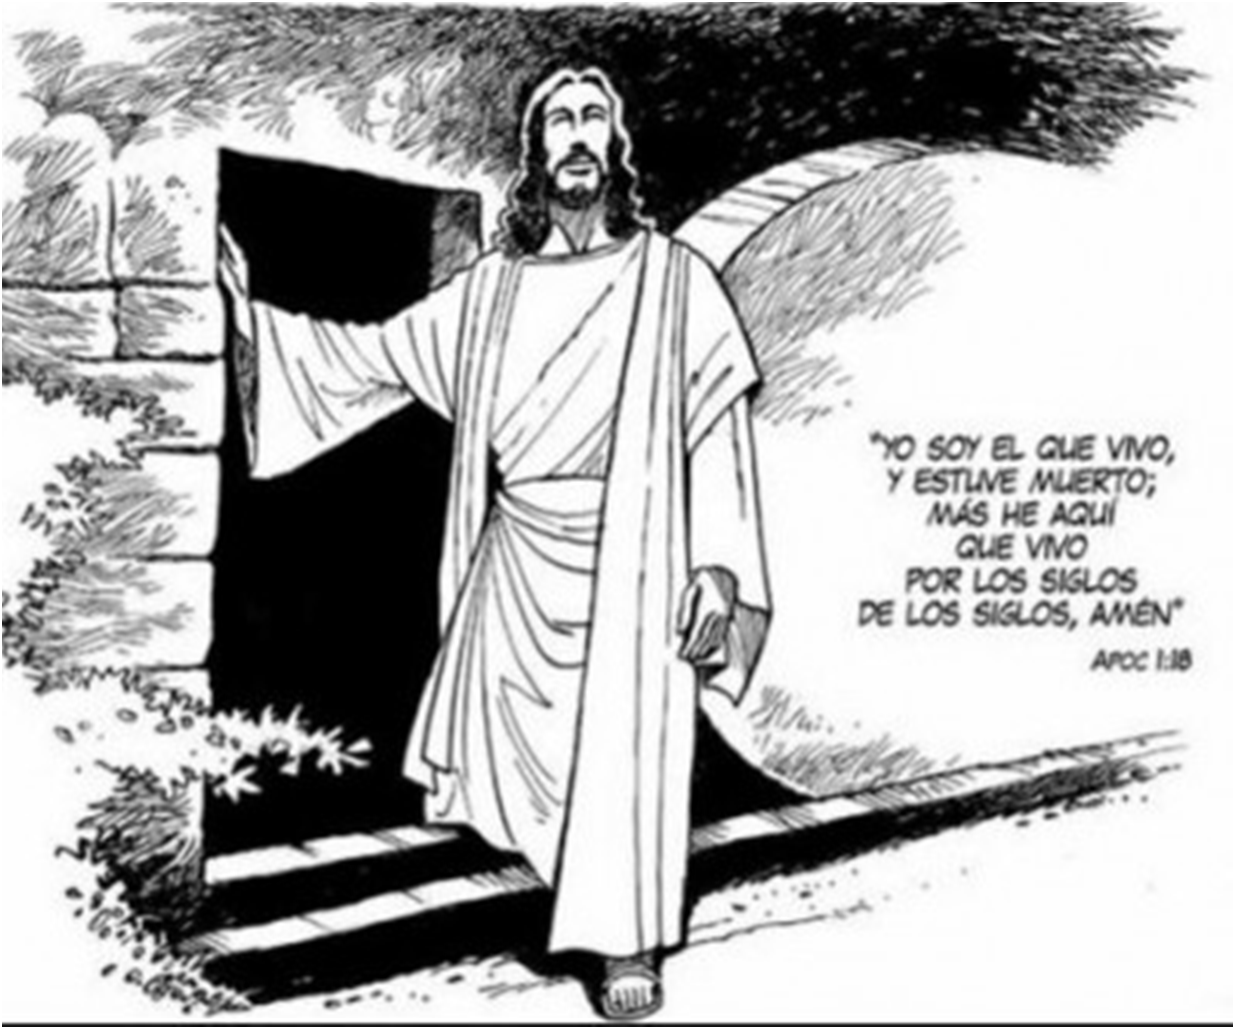 "YO SOY EL QUE VIVO,
Y ESTUVE MUERTO;
MÁS HE AQUÍ
QUE VIVO
POR LOS SIGLOS
DE LOS SIGLOS, AMÉN"
APOC 1:18